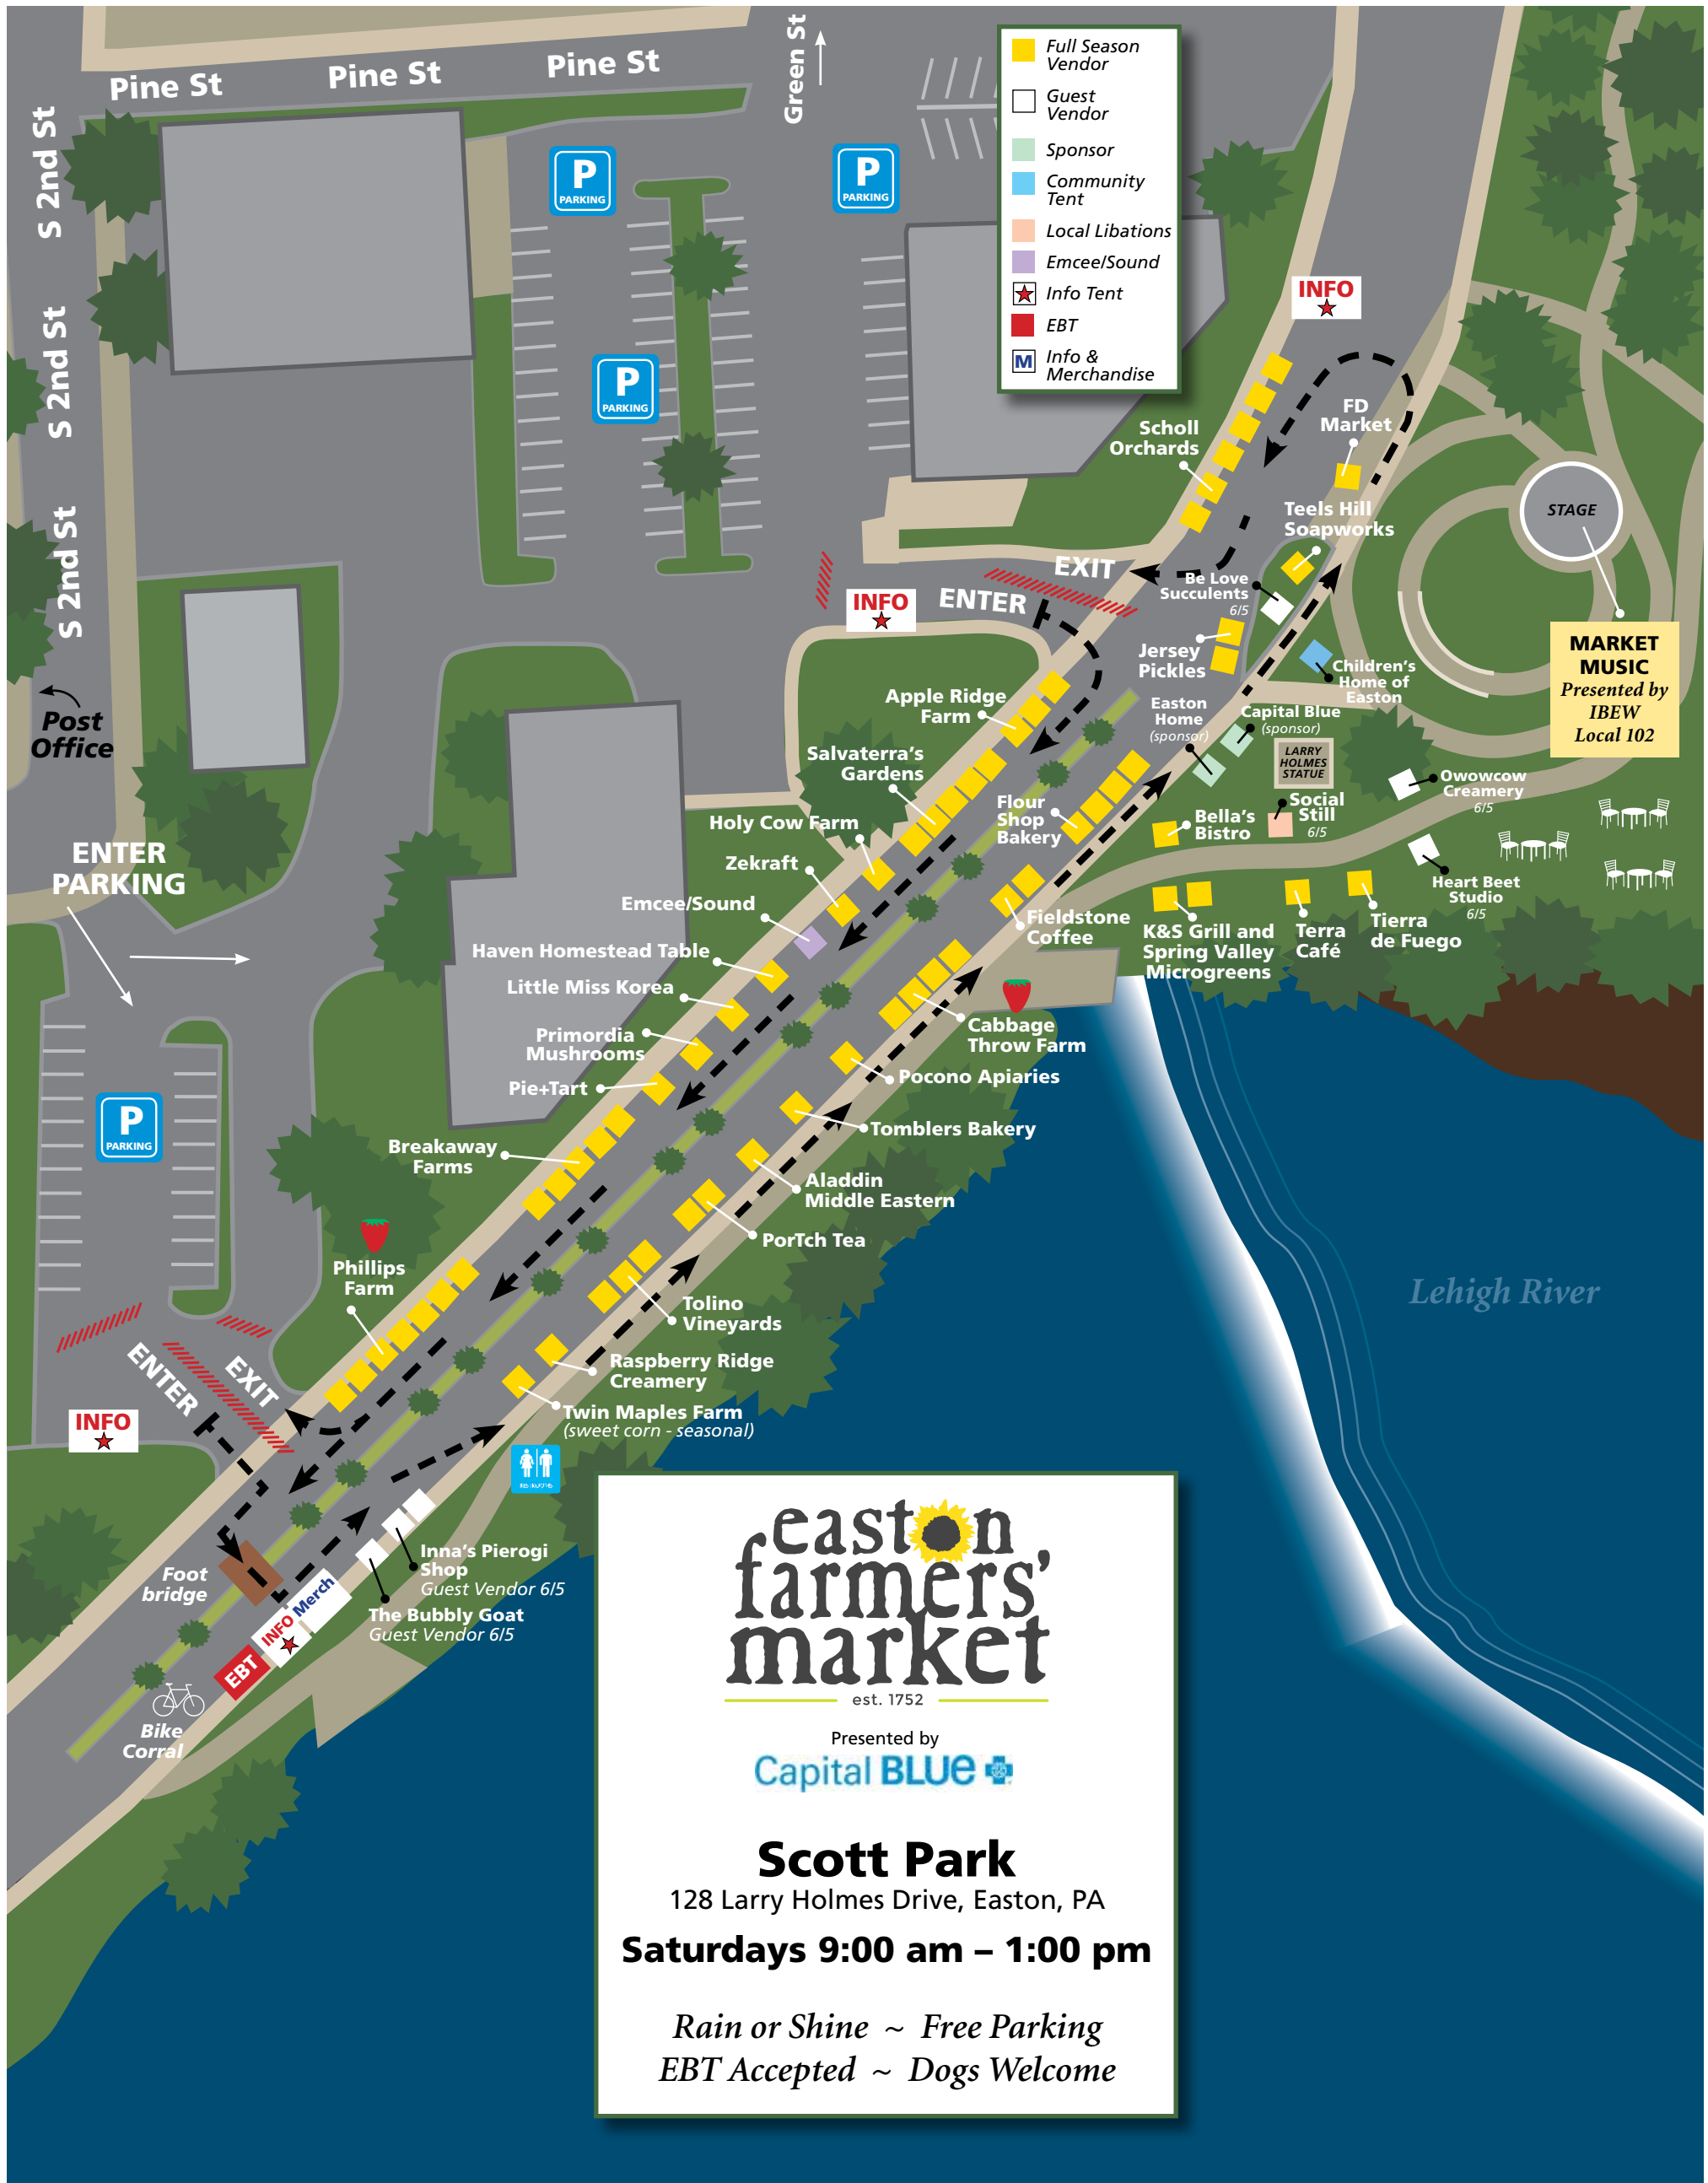 Pine St
Pine St
Pine St
Green St
S 2nd St
S 2nd St
S 2nd St
Full Season
Vendor
Guest
Vendor
Sponsor
Community
Tent
Local Libations
Emcee/Sound
Info Tent
EBT
M
Info &
Merchandise
P
PARKING
P
PARKING
P
PARKING
INFO
FD
Market
Scholl
Orchards
Teels Hill
Soapworks
STAGE
EXIT
ENTER
INFO
Be Love
Succulents
6/5
Jersey
Pickles
MARKET
MUSIC
Presented by
IBEW
Local 102
Children's
Home of
Easton
Post
Office
Apple Ridge
Farm
Easton
Home
(sponsor)
Capital Blue
(sponsor)
LARRY
HOLMES
STATUE
Salvaterra's
Gardens
Owowcow
Creamery
6/5
Flour
Shop
Bakery
Social
Still
6/5
Bella's
Bistro
Holy Cow Farm
Zekraft
ENTER
PARKING
Heart Beet
Studio
6/5
Emcee/Sound
Fieldstone
Coffee
K&S Grill and
Spring Valley
Microgreens
Terra
Café
Tierra
de Fuego
Haven Homestead Table
Little Miss Korea
Primordia
Mushrooms
Cabbage
Throw Farm
Pie+Tart
Pocono Apiaries
P
PARKING
Tomblers Bakery
Breakaway
Farms
Aladdin
Middle Eastern
PorTch Tea
Phillips
Farm
Lehigh River
Tolino
Vineyards
ENTER
EXIT
Raspberry Ridge
Creamery
INFO
Twin Maples Farm
(sweet corn - seasonal)
Inna's Pierogi
Shop
Guest Vendor 6/5
Foot
bridge
The Bubbly Goat
Guest Vendor 6/5
Merch
INFO
EBT
Bike
Corral
easton
farmers'
market
est. 1752
Presented by
Capital BLUE
Scott Park
128 Larry Holmes Drive, Easton, PA
Saturdays 9:00 am – 1:00 pm
Rain or Shine ~ Free Parking
EBT Accepted ~ Dogs Welcome